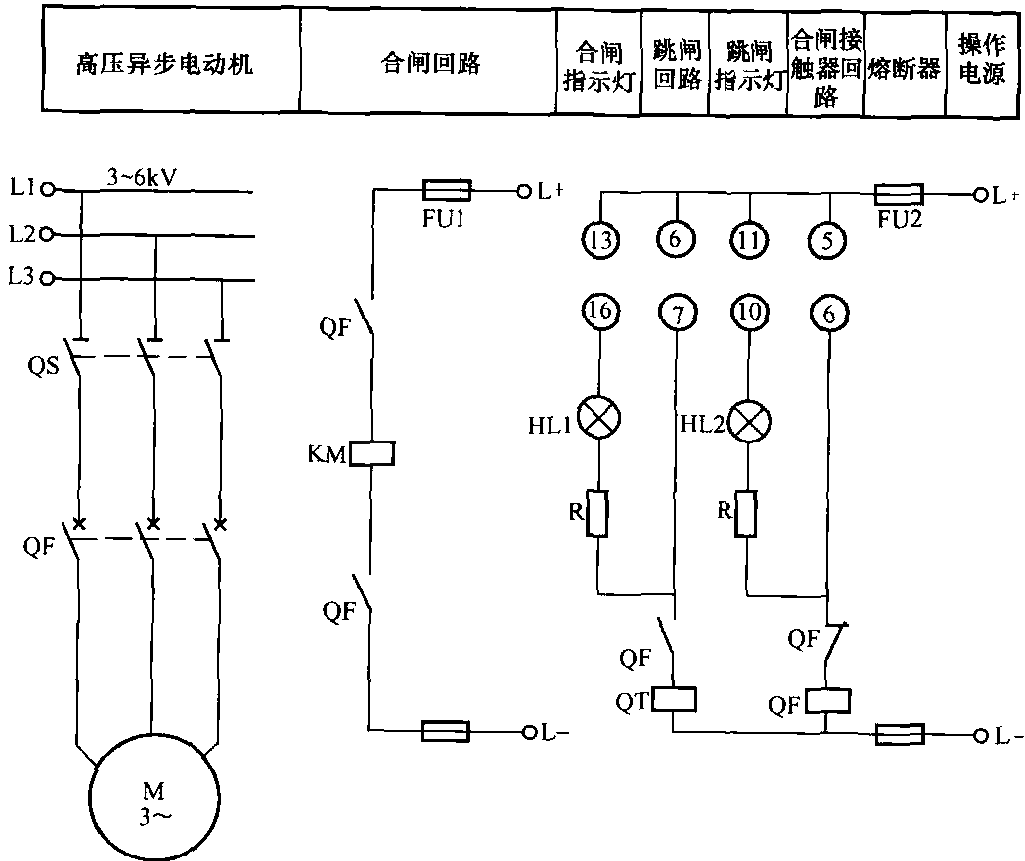 高压异步电动机
合闸回路
合闸
指示灯
跳闸
回路
跳闸
指示灯
合闸接
触器回
路
熔断器
操作
电源
L1
3~6kV
L2
L3
QS
QF
M
3～
FU1
L+
QF
KM
QF
L−
FU2
L+
13
6
11
5
16
7
10
6
HL1
HL2
R
R
QF
QF
QT
QF
L−